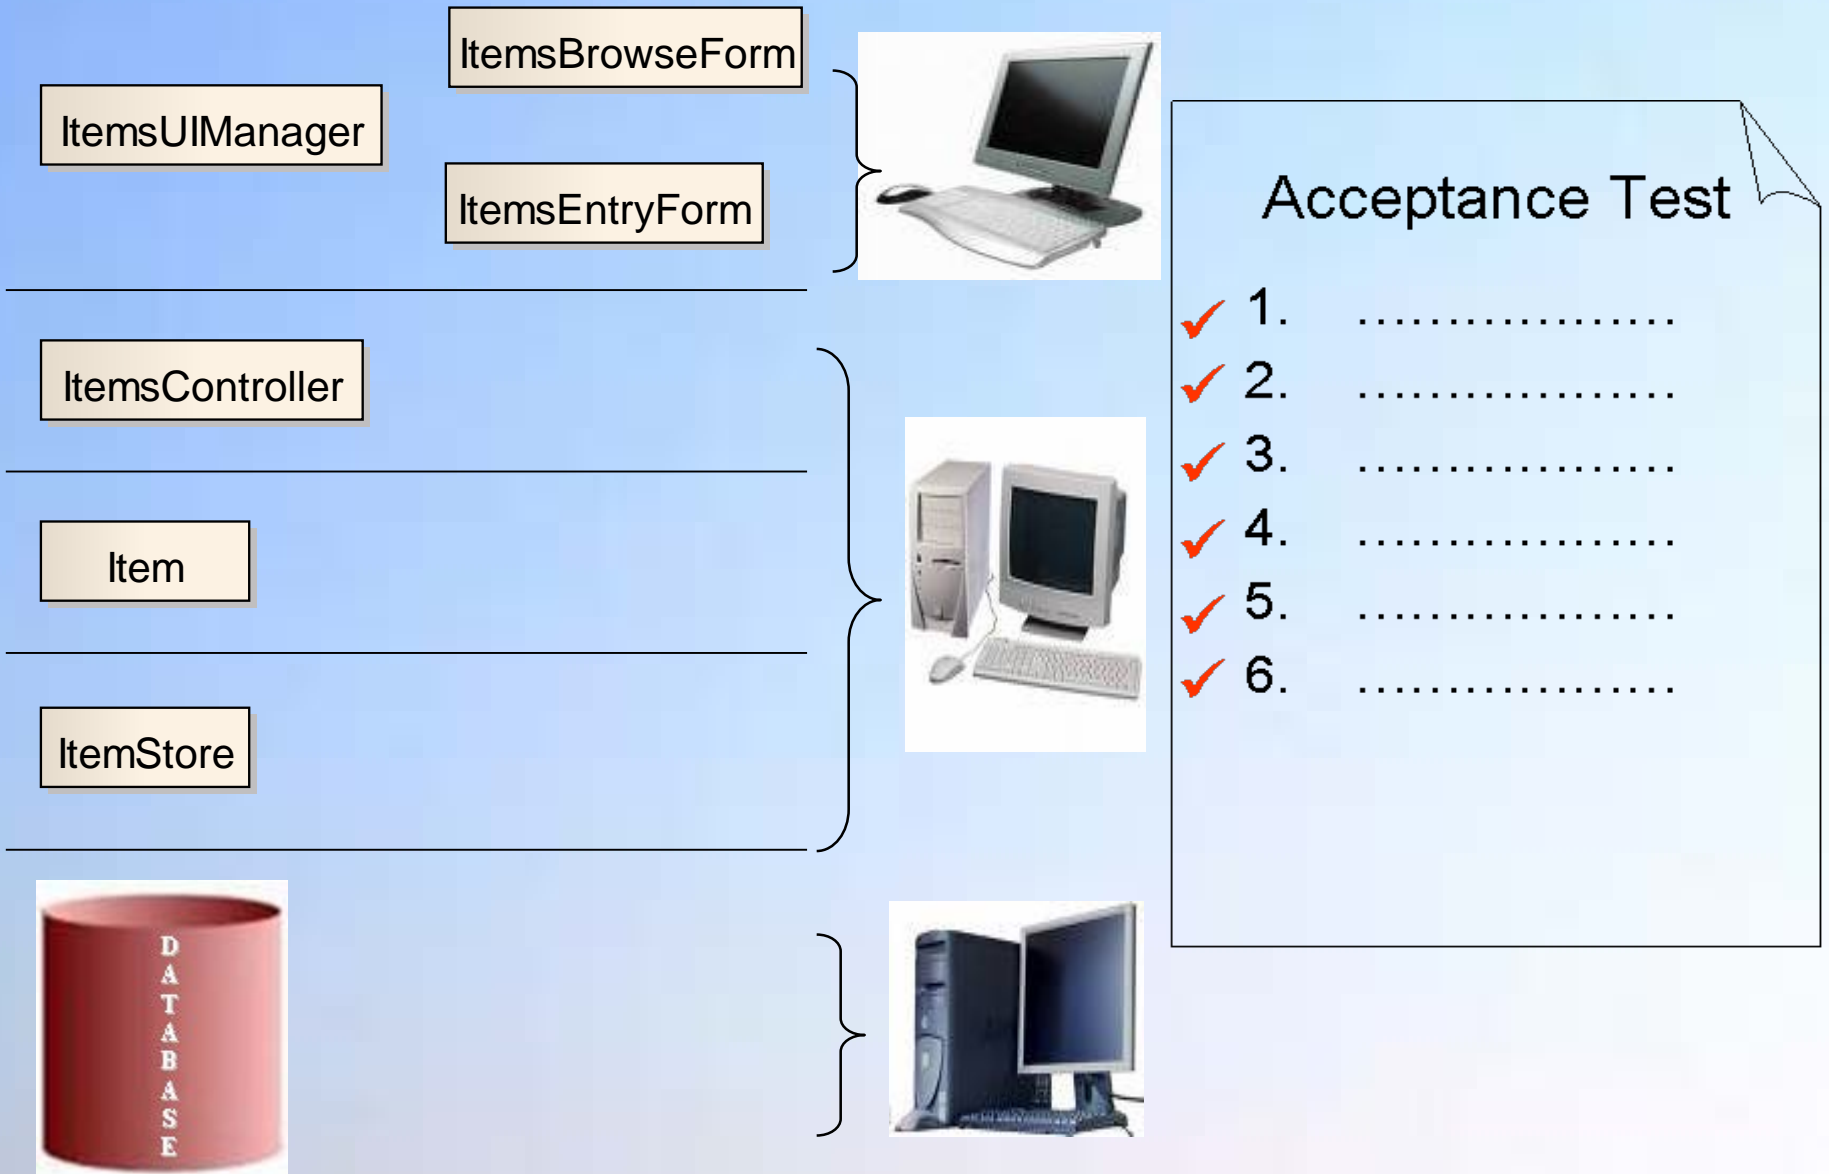 ItemsBrowseForm
ItemsUIManager
ItemsEntryForm
ItemsController
Item
ItemStore
DATABASE
Acceptance Test
1. ..................
2. ..................
3. ..................
4. ..................
5. ..................
6. ..................